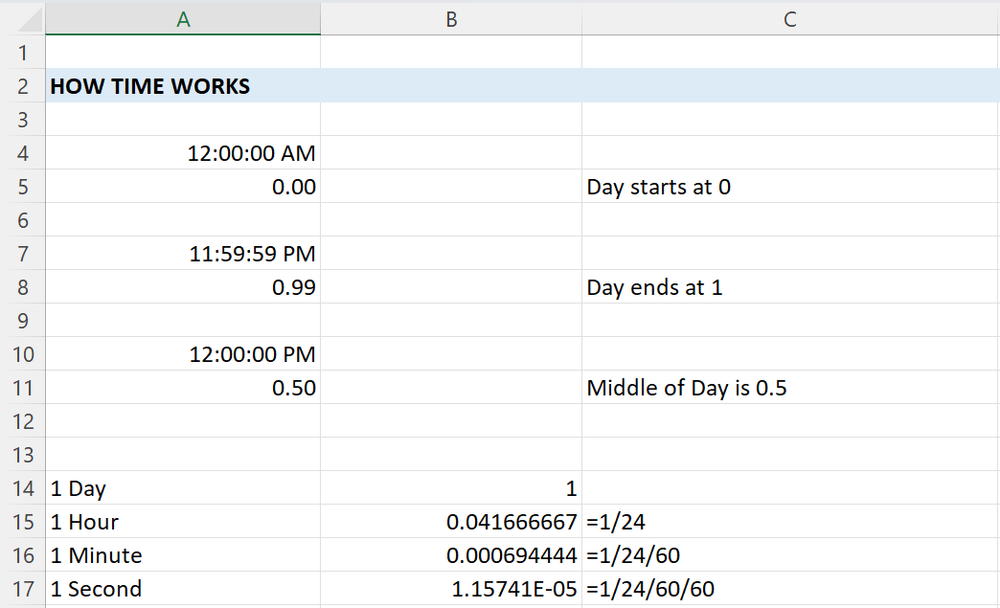 A B C
1
2 HOW TIME WORKS
3
4 12:00:00 AM
5 0.00 Day starts at 0
6
7 11:59:59 PM
8 0.99 Day ends at 1
9
10 12:00:00 PM
11 0.50 Middle of Day is 0.5
12
13
14 1 Day 1
15 1 Hour 0.041666667 =1/24
16 1 Minute 0.000694444 =1/24/60
17 1 Second 1.15741E-05 =1/24/60/60